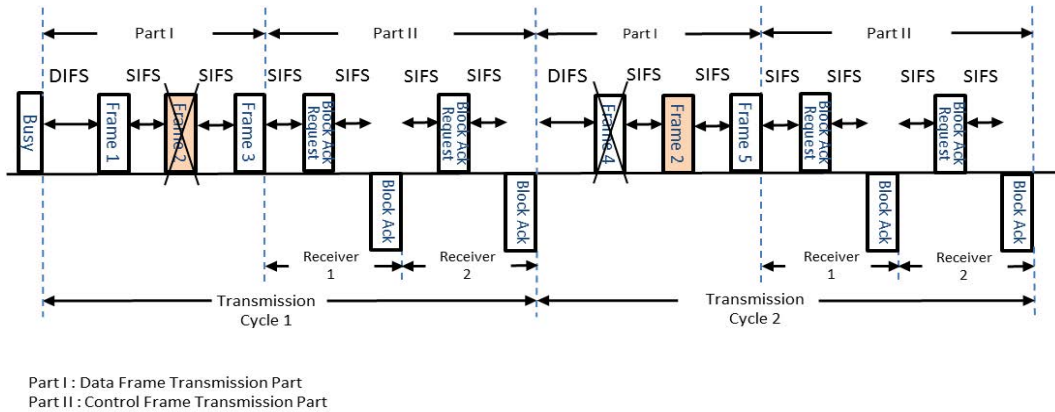 Part I Part II Part I Part II
DIFS SIFS SIFS SIFS SIFS SIFS SIFS DIFS SIFS SIFS SIFS SIFS SIFS SIFS
Busy
Frame 1
Frame 2
Frame 3
Block Ack
Request
Block Ack
Block Ack
Request
Block Ack
Frame 4
Frame 2
Frame 5
Block Ack
Request
Block Ack
Block Ack
Request
Block Ack
Receiver
1
Receiver
2
Receiver
1
Receiver
2
Transmission
Cycle 1
Transmission
Cycle 2
Part I : Data Frame Transmission Part
Part II : Control Frame Transmission Part